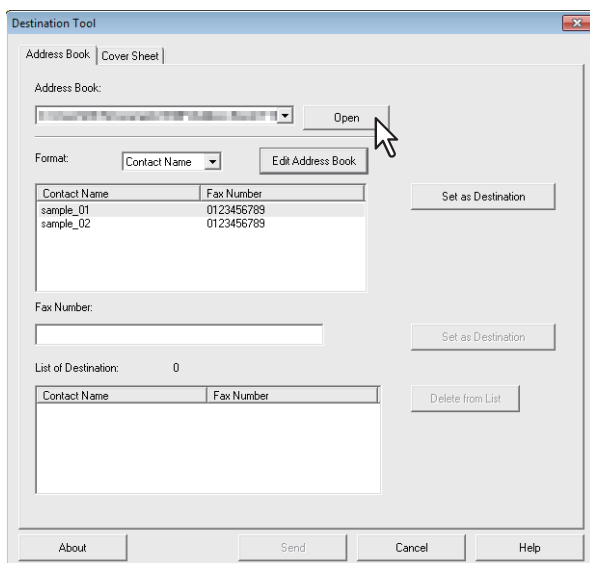 Destination Tool
Address Book Cover Sheet
Address Book:
Open
Format: Contact Name Edit Address Book
Contact Name Fax Number
sample_01 0123456789
sample_02 0123456789
Set as Destination
Fax Number:
Set as Destination
List of Destination: 0
Contact Name Fax Number
Delete from List
About Send Cancel Help